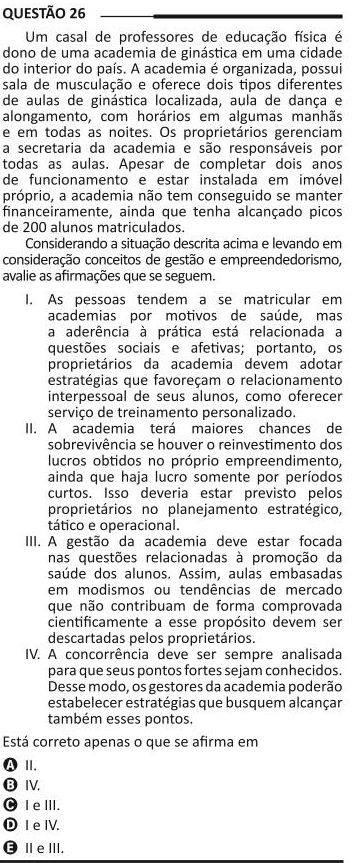 QUESTÃO 26
Um casal de professores de educação física é
dono de uma academia de ginástica em uma cidade
do interior do país. A academia é organizada, possui
sala de musculação e oferece dois tipos diferentes
de aulas de ginástica localizada, aula de dança e
alongamento, com horários em algumas manhãs
e em todas as noites. Os proprietários gerenciam
a secretaria da academia e são responsáveis por
todas as aulas. Apesar de completar dois anos
de funcionamento e estar instalada em imóvel
próprio, a academia não tem conseguido se manter
financeiramente, ainda que tenha alcançado picos
de 200 alunos matriculados.
Considerando a situação descrita acima e levando em
consideração conceitos de gestão e empreendedorismo,
avalie as afirmações que se seguem.
I. As pessoas tendem a se matricular em
academias por motivos de saúde, mas
a aderência à prática está relacionada a
questões sociais e afetivas; portanto, os
proprietários da academia devem adotar
estratégias que favoreçam o relacionamento
interpessoal de seus alunos, como oferecer
serviço de treinamento personalizado.
II. A academia terá maiores chances de
sobrevivência se houver o reinvestimento dos
lucros obtidos no próprio empreendimento,
ainda que haja lucro somente por períodos
curtos. Isso deveria estar previsto pelos
proprietários no planejamento estratégico,
tático e operacional.
III. A gestão da academia deve estar focada
nas questões relacionadas à promoção da
saúde dos alunos. Assim, aulas embasadas
em modismos ou tendências de mercado
que não contribuam de forma comprovada
cientificamente a esse propósito devem ser
descartadas pelos proprietários.
IV. A concorrência deve ser sempre analisada
para que seus pontos fortes sejam conhecidos.
Desse modo, os gestores da academia poderão
estabelecer estratégias que busquem alcançar
também esses pontos.
Está correto apenas o que se afirma em
A II.
B IV.
C I e III.
D I e IV.
E II e III.